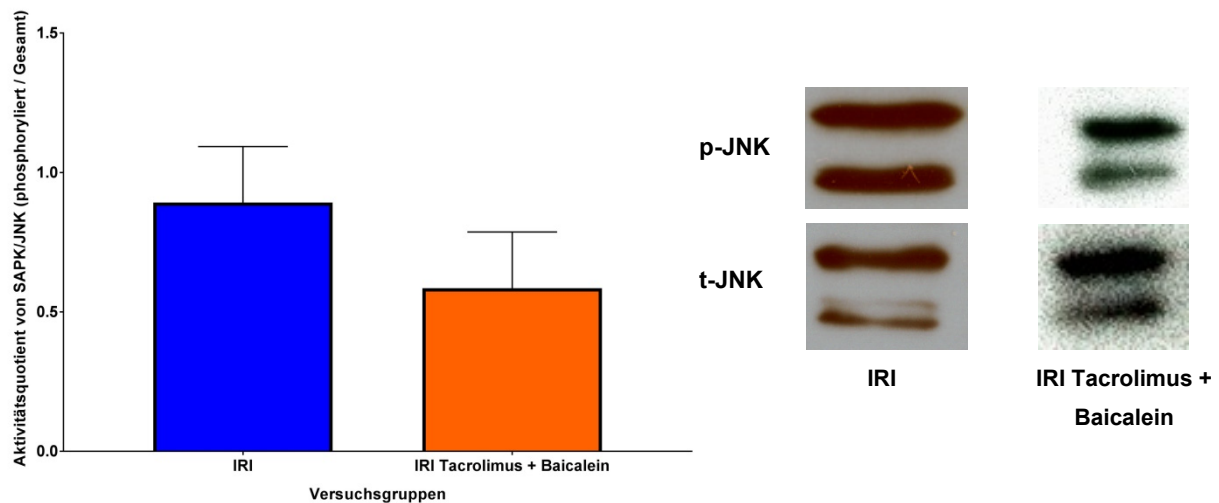 Aktivitätsquotient von SAPK/JNK (phosphoryliert / Gesamt)
1.5
1.0
0.5
0.0
IRI
IRI Tacrolimus + Baicalein
Versuchsgruppen
p-JNK
t-JNK
IRI
IRI Tacrolimus +
Baicalein